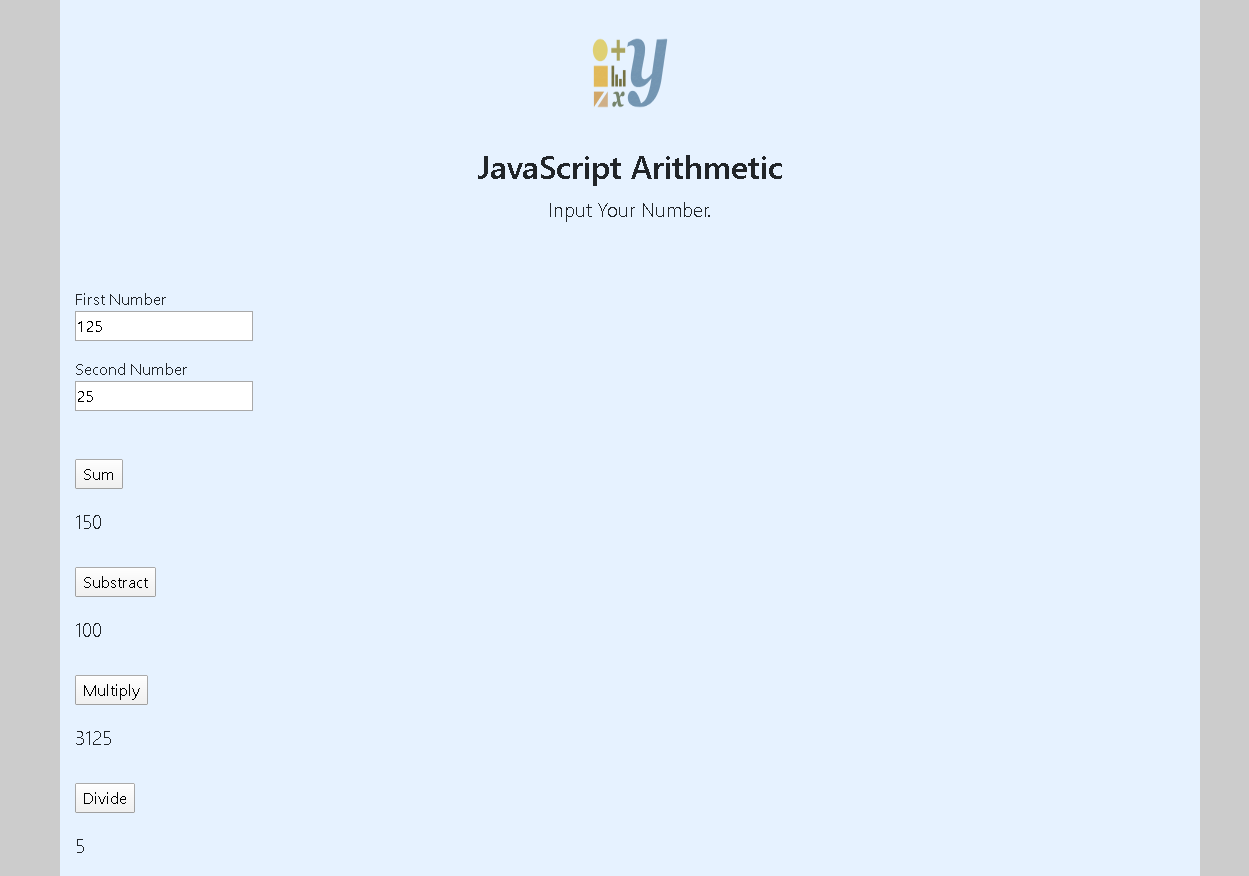 JavaScript Arithmetic
Input Your Number.
First Number
125
Second Number
25
Sum
150
Substract
100
Multiply
3125
Divide
5